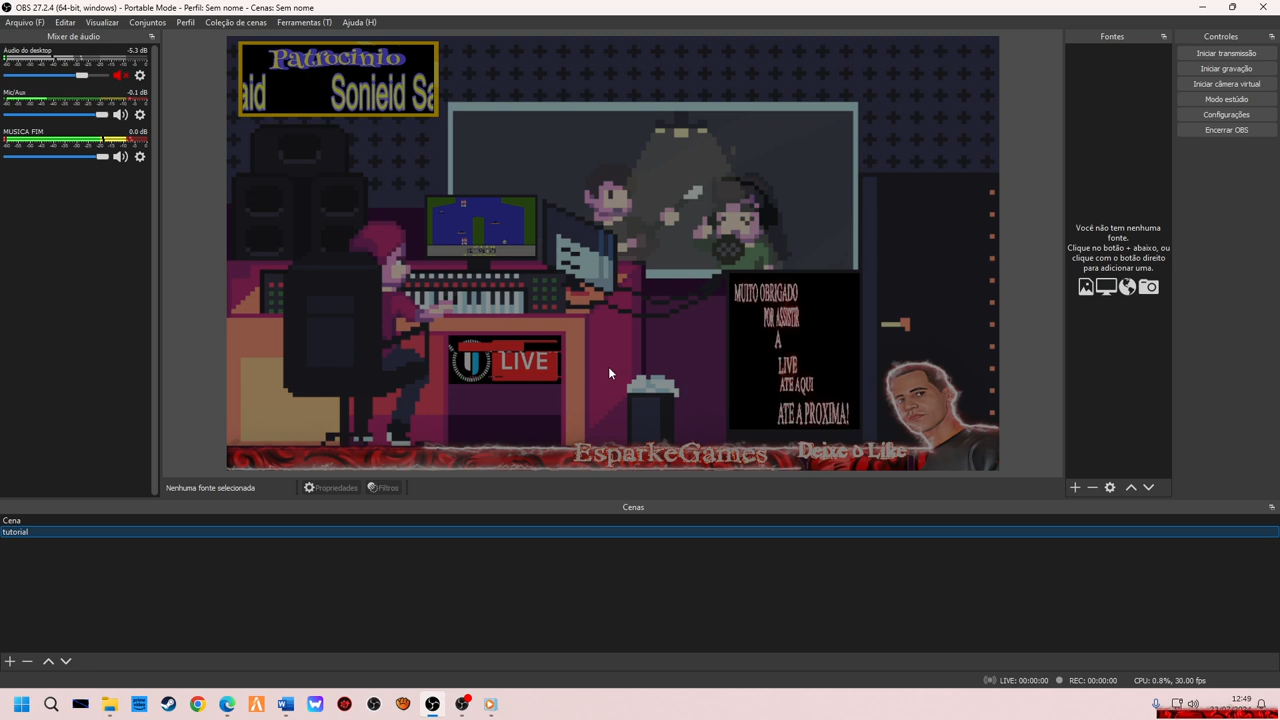 OBS 27.2.4 (64-bit, windows) - Portable Mode - Perfil: Sem nome - Cenas: Sem nome
Arquivo (F) Editar Visualizar Conjuntos Perfil Coleção de cenas Ferramentas (T) Ajuda (H)
Mixer de áudio
Áudio do desktop -5.3 dB
Mic/Aux -0.1 dB
MUSICA FIM 0.0 dB
Patrocinio
aid Sonieid Sa
LIVE
MUITO OBRIGADO
POR ASSISTIR
A
LIVE
ATE AQUI
ATE A PROXIMA!
EsparkeGames
Deixe o Like
Fontes
Você não tem nenhuma
fonte.
Clique no botão + abaixo, ou
clique com o botão direito
para adicionar uma.
Controles
Iniciar transmissão
Iniciar gravação
Iniciar câmera virtual
Modo estúdio
Configurações
Encerrar OBS
Nenhuma fonte selecionada Propriedades Filtros
Cenas
Cena
tutorial
LIVE: 00:00:00 REC: 00:00:00 CPU: 0.8%, 30.00 fps
12:49